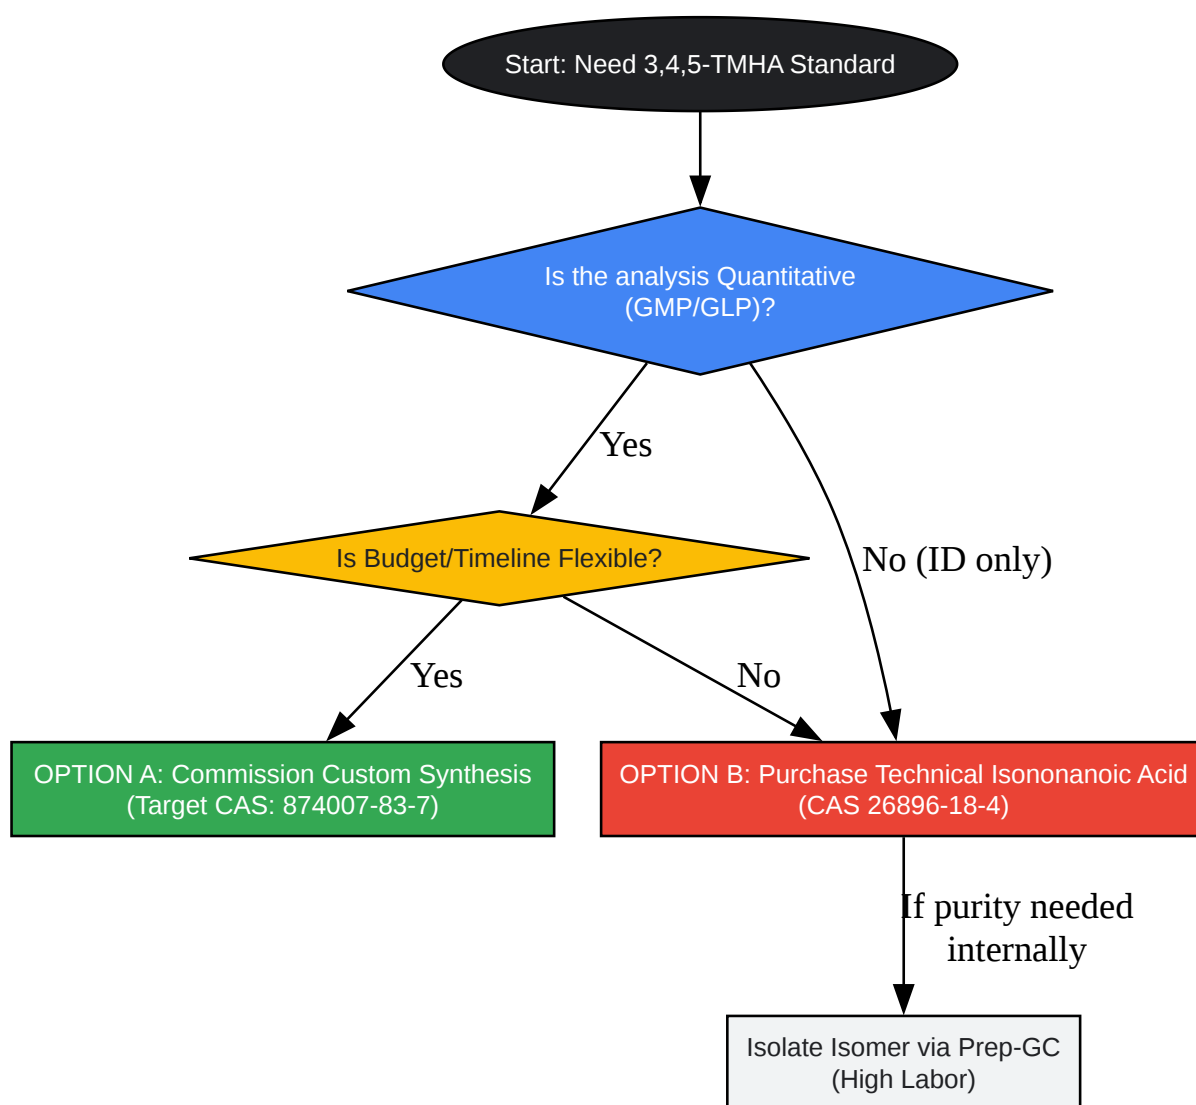 Start: Need 3,4,5-TMHA Standard
Is the analysis Quantitative
(GMP/GLP)?
Yes
Is Budget/Timeline Flexible?
No (ID only)
Yes
No
OPTION A: Commission Custom Synthesis
(Target CAS: 874007-83-7)
OPTION B: Purchase Technical Isononanoic Acid
(CAS 26896-18-4)
If purity needed
internally
Isolate Isomer via Prep-GC
(High Labor)